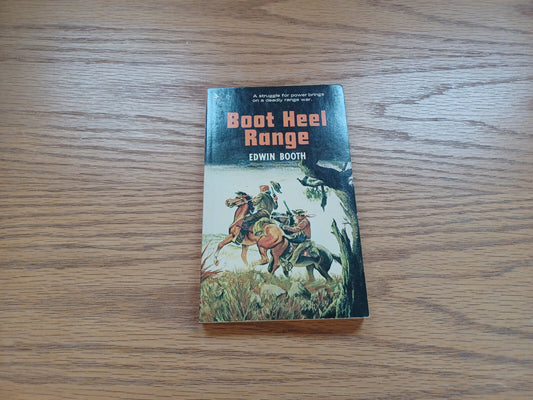 A struggle for power brings
on a deadly range war.
Boot Heel
Range
EDWIN BOOTH